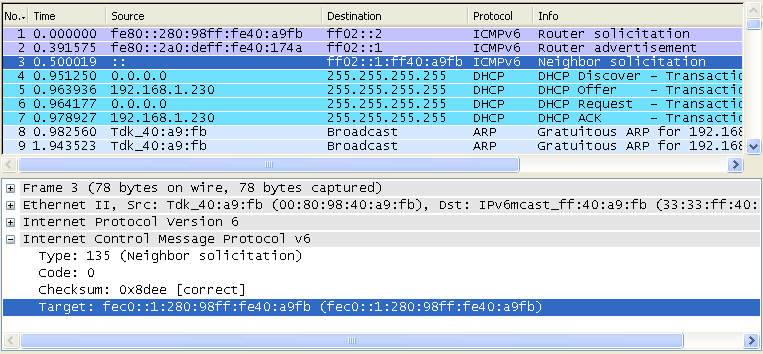 No. Time Source Destination Protocol Info
1 0.000000 fe80::280:98ff:fe40:a9fb ff02::2 ICMPv6 Router solicitation
2 0.391575 fe80::2a0:deff:fe40:174a ff02::1 ICMPv6 Router advertisement
3 0.500019 :: ff02::1:ff40:a9fb ICMPv6 Neighbor solicitation
4 0.951250 0.0.0.0 255.255.255.255 DHCP DHCP Discover - Transactio
5 0.963936 192.168.1.230 255.255.255.255 DHCP DHCP Offer - Transactio
6 0.964177 0.0.0.0 255.255.255.255 DHCP DHCP Request - Transactio
7 0.978927 192.168.1.230 255.255.255.255 DHCP DHCP ACK - Transactio
8 0.982560 Tdk_40:a9:fb Broadcast ARP Gratuitous ARP for 192.168
9 1.943523 Tdk_40:a9:fb Broadcast ARP Gratuitous ARP for 192.168
Frame 3 (78 bytes on wire, 78 bytes captured)
Ethernet II, Src: Tdk_40:a9:fb (00:80:98:40:a9:fb), Dst: IPv6mcast_ff:40:a9:fb (33:33:ff:40:
Internet Protocol Version 6
Internet Control Message Protocol v6
Type: 135 (Neighbor solicitation)
Code: 0
Checksum: 0x8dee [correct]
Target: fec0::1:280:98ff:fe40:a9fb (fec0::1:280:98ff:fe40:a9fb)